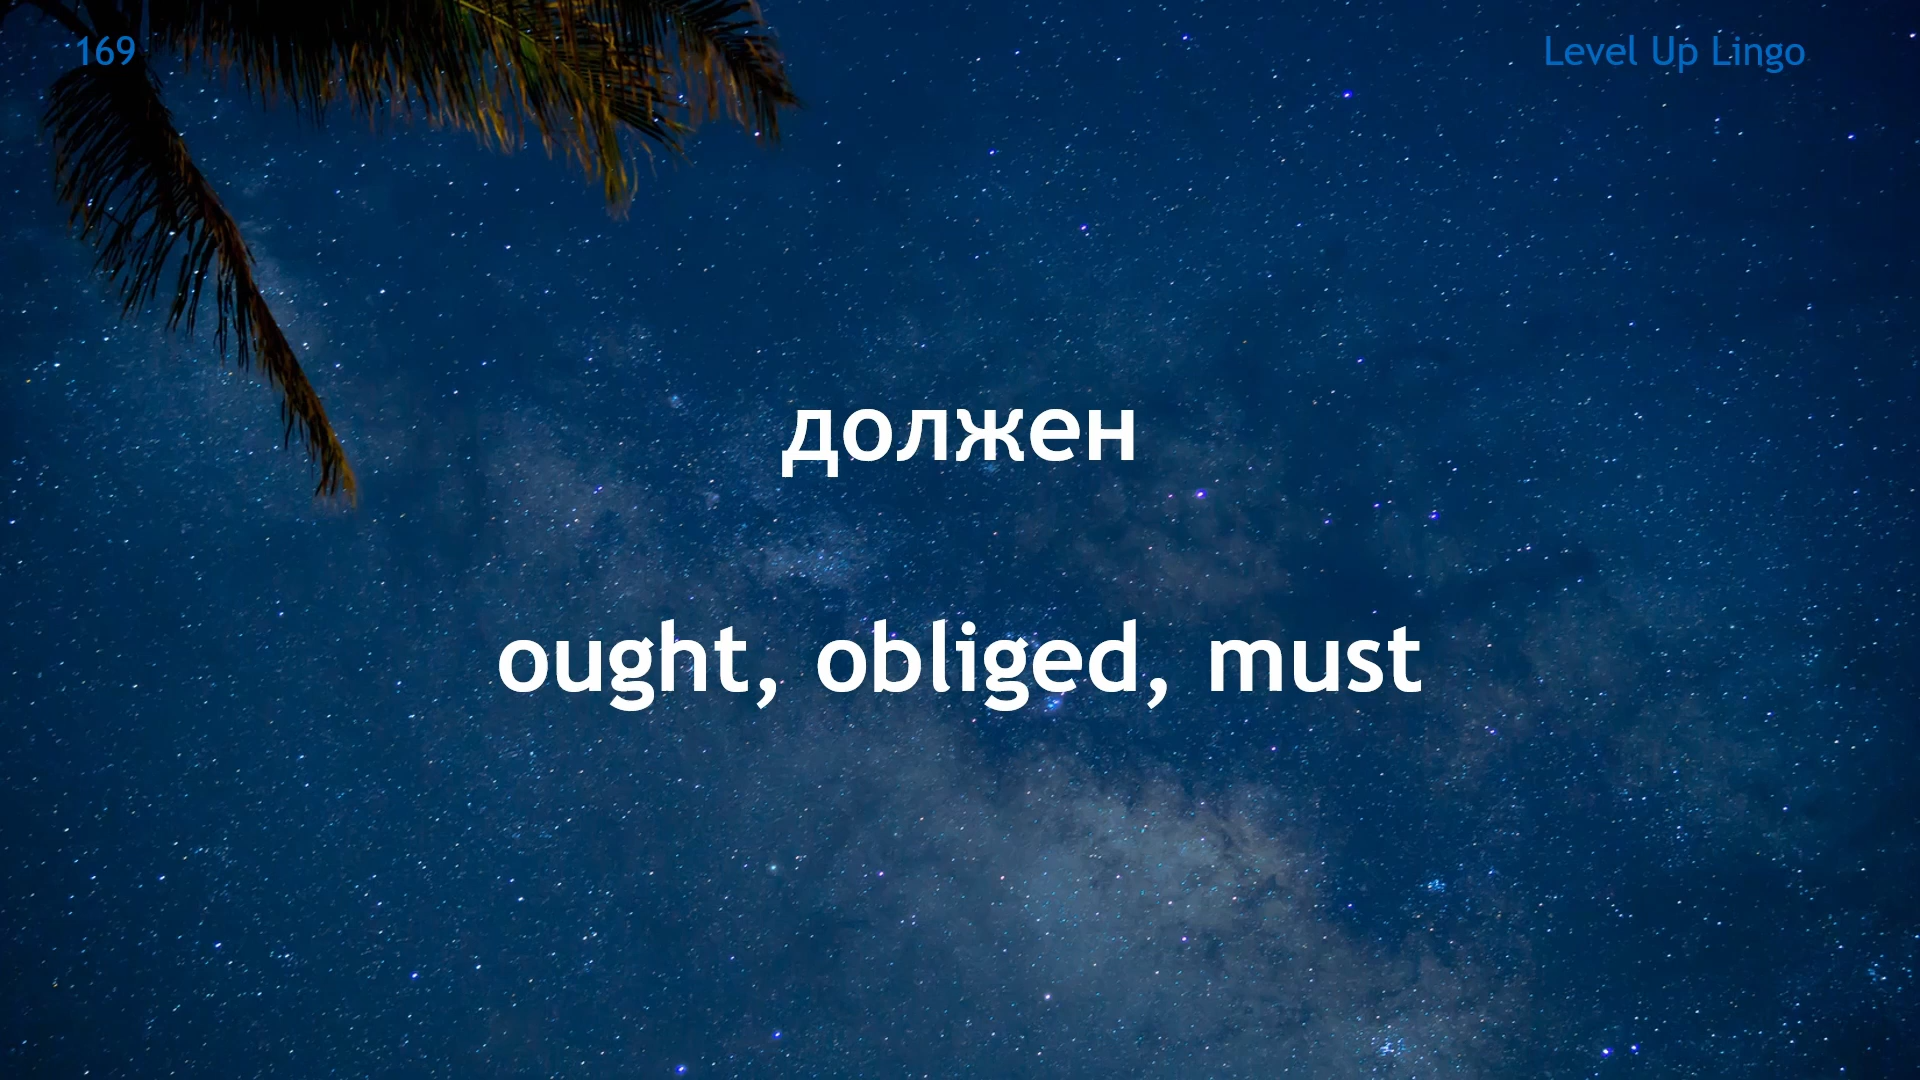 169
Level Up Lingo
должен
ought, obliged, must